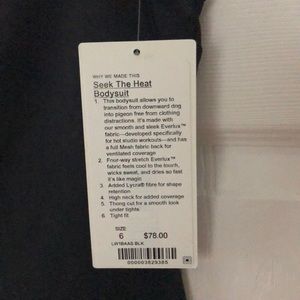 WHY WE MADE THIS
Seek The Heat
Bodysuit
1. This bodysuit allows you to
transition from downward dog
into pigeon free from clothing
distractions. It's made with
our smooth and sleek Everlux™
fabric—developed specifically
for hot studio workouts—and has
a full Mesh fabric back for
ventilated coverage
2. Four-way stretch Everlux™
fabric feels cool to the touch,
wicks sweat, and dries so fast
it's like magic
3. Added Lycra® fibre for shape
retention
4. High neck for added coverage
5. Thong cut for a smooth look
under tights
6. Tight fit
SIZE
6 $78.00
LW1BAAS BLK
000003829385